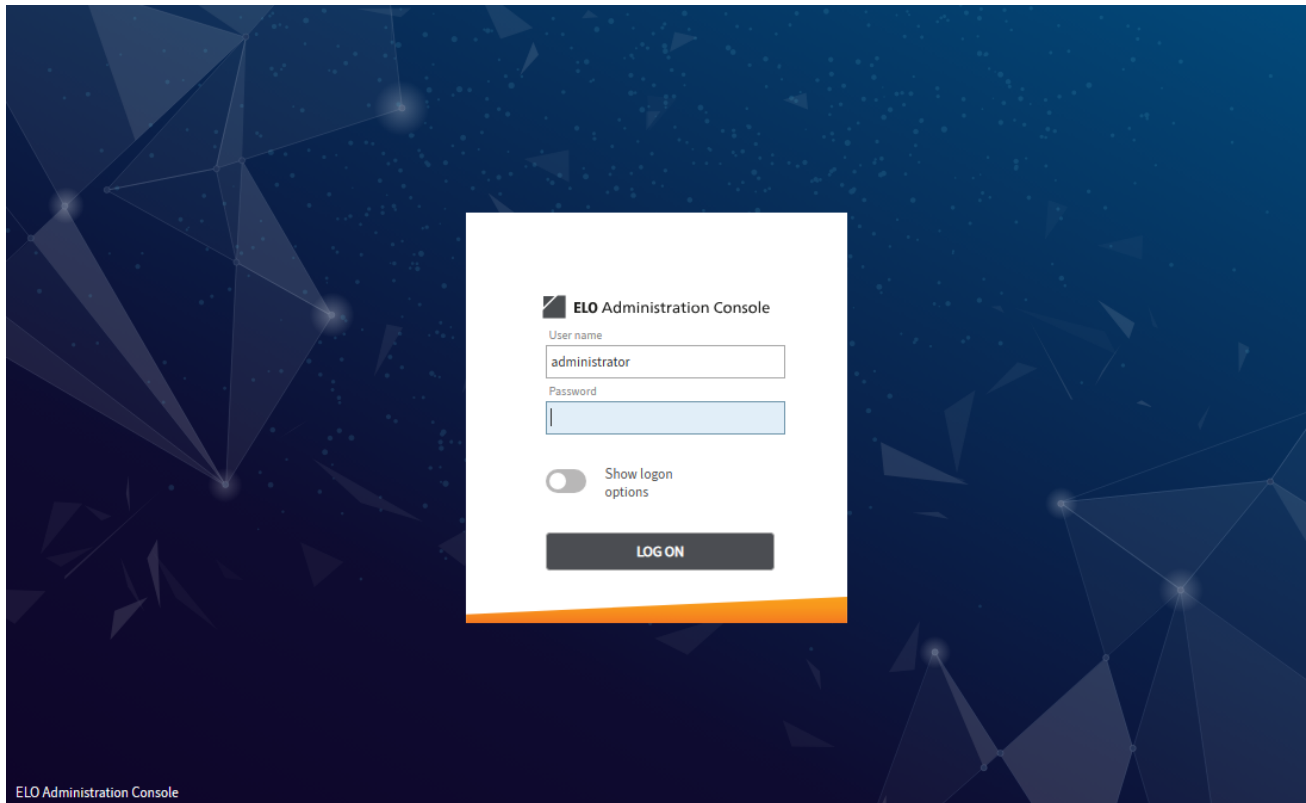 ELO Administration Console
User name
administrator
Password
Show logon
options
LOG ON
ELO Administration Console